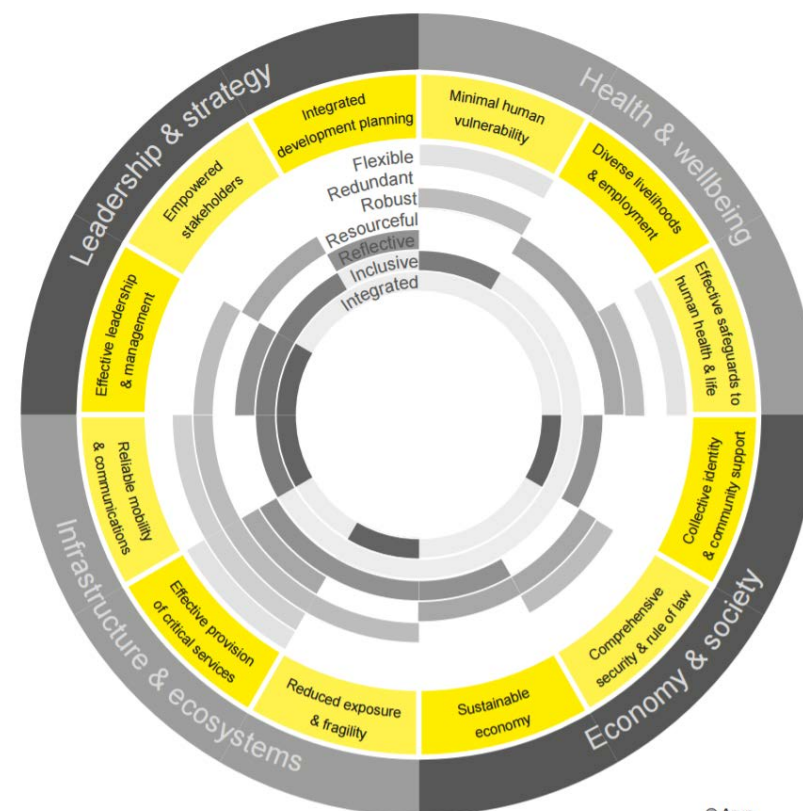 Leadership & strategy
Health & wellbeing
Integrated
development planning
Minimal human
vulnerability
Empowered
stakeholders
Diverse livelihoods
& employment
Flexible
Redundant
Robust
Resourceful
Reflective
Inclusive
Integrated
Effective leadership
& management
Effective safeguards to
human health & life
Reliable mobility
& communications
Collective identity
& community support
Effective provision
of critical services
Comprehensive
security & rule of law
Reduced exposure
& fragility
Sustainable
economy
Infrastructure & ecosystems
Economy & society